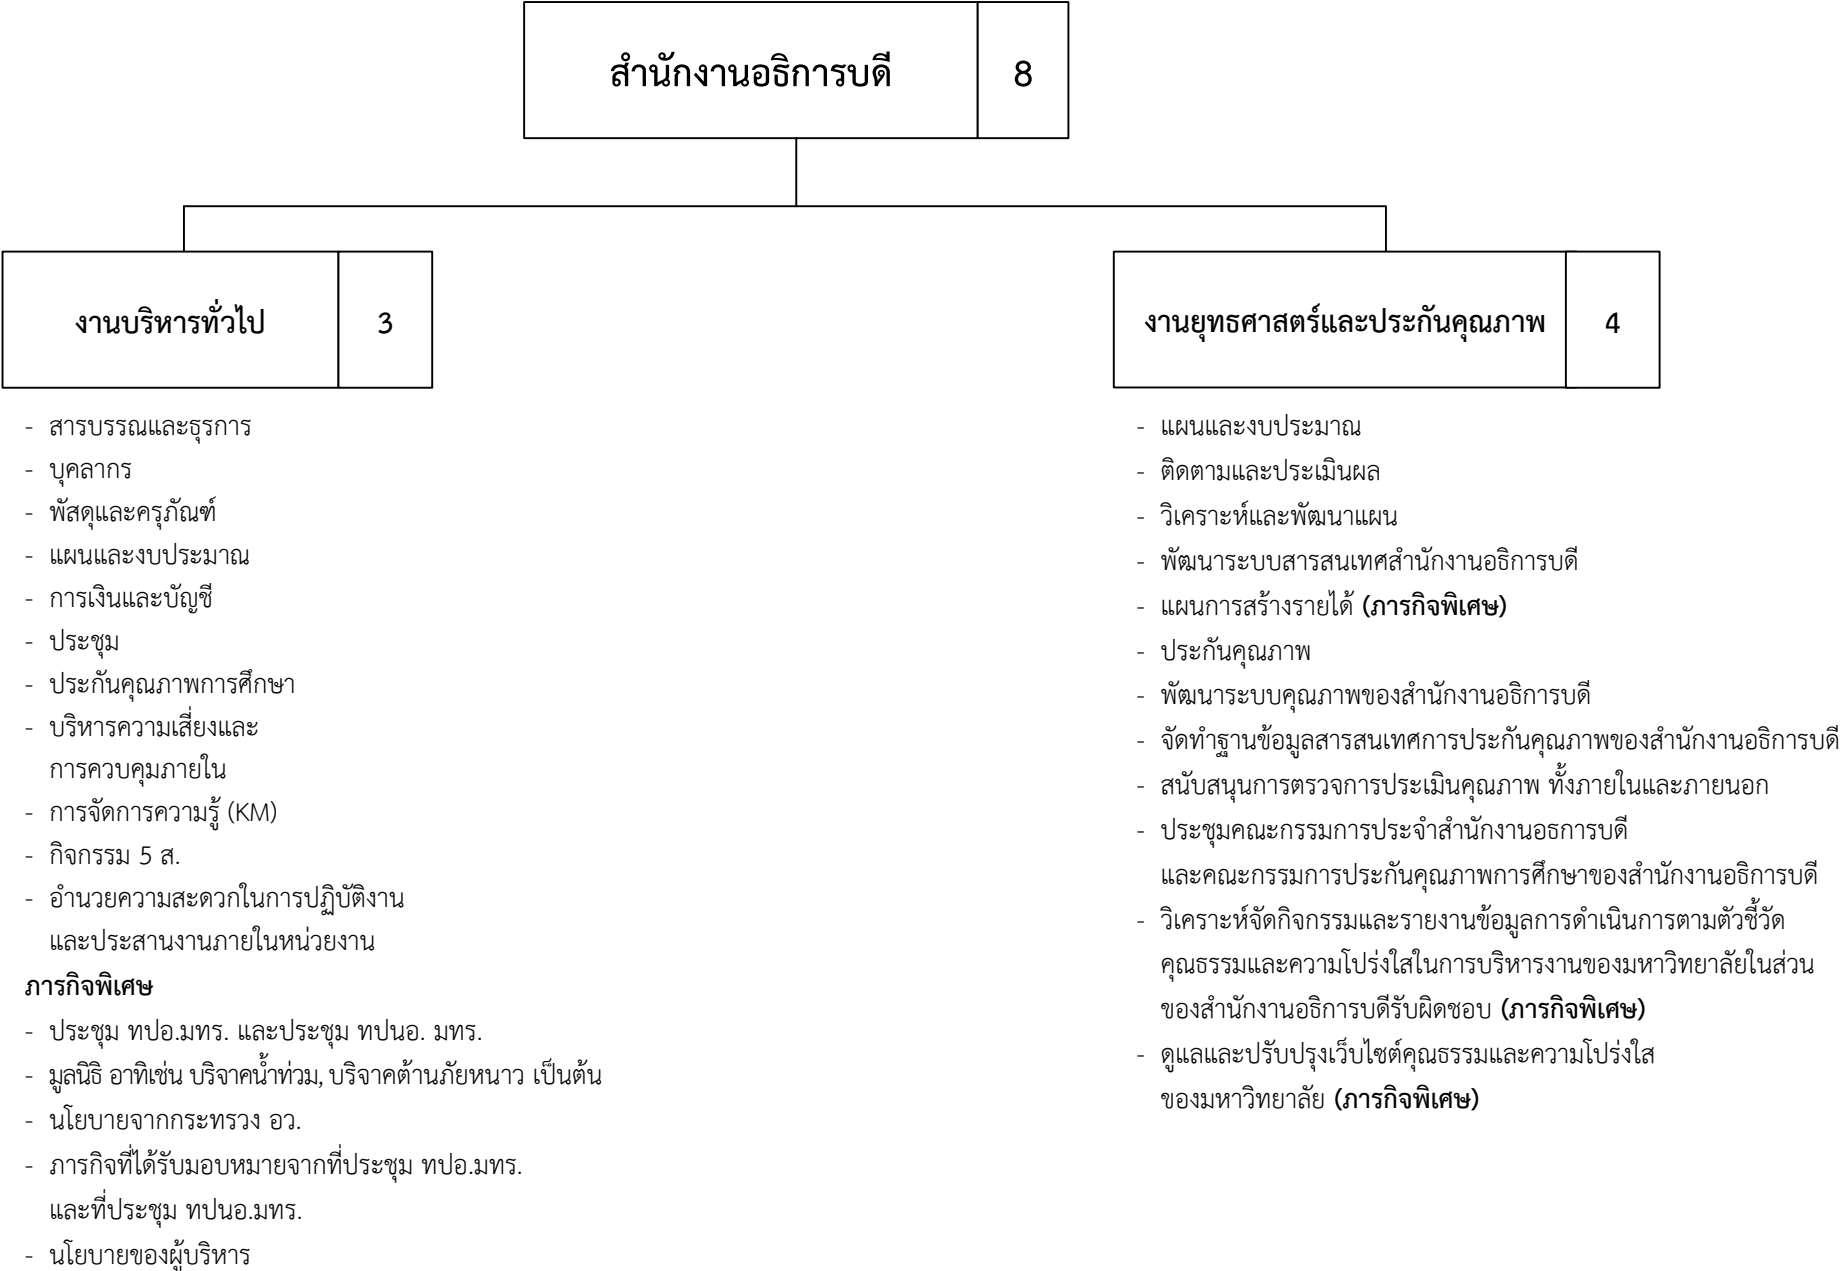 สำนักงานอธิการบดี
8
งานบริหารทั่วไป
3
- สารบรรณและธุรการ
- บุคลากร
- พัสดุและครุภัณฑ์
- แผนและงบประมาณ
- การเงินและบัญชี
- ประชุม
- ประกันคุณภาพการศึกษา
- บริหารความเสี่ยงและ
การควบคุมภายใน
- การจัดการความรู้ (KM)
- กิจกรรม 5 ส.
- อำนวยความสะดวกในการปฏิบัติงาน
และประสานงานภายในหน่วยงาน
ภารกิจพิเศษ
- ประชุม ทปอ.มทร. และประชุม ทปนอ. มทร.
- มูลนิธิ อาทิเช่น บริจาคน้ำท่วม, บริจาคต้านภัยหนาว เป็นต้น
- นโยบายจากกระทรวง อว.
- ภารกิจที่ได้รับมอบหมายจากที่ประชุม ทปอ.มทร.
และที่ประชุม ทปนอ.มทร.
- นโยบายของผู้บริหาร
งานยุทธศาสตร์และประกันคุณภาพ
4
- แผนและงบประมาณ
- ติดตามและประเมินผล
- วิเคราะห์และพัฒนาแผน
- พัฒนาระบบสารสนเทศสำนักงานอธิการบดี
- แผนการสร้างรายได้ (ภารกิจพิเศษ)
- ประกันคุณภาพ
- พัฒนาระบบคุณภาพของสำนักงานอธิการบดี
- จัดทำฐานข้อมูลสารสนเทศการประกันคุณภาพของสำนักงานอธิการบดี
- สนับสนุนการตรวจการประเมินคุณภาพ ทั้งภายในและภายนอก
- ประชุมคณะกรรมการประจำสำนักงานอธการบดี
และคณะกรรมการประกันคุณภาพการศึกษาของสำนักงานอธิการบดี
- วิเคราะห์จัดกิจกรรมและรายงานข้อมูลการดำเนินการตามตัวชี้วัด
คุณธรรมและความโปร่งใสในการบริหารงานของมหาวิทยาลัยในส่วน
ของสำนักงานอธิการบดีรับผิดชอบ (ภารกิจพิเศษ)
- ดูแลและปรับปรุงเว็บไซต์คุณธรรมและความโปร่งใส
ของมหาวิทยาลัย (ภารกิจพิเศษ)